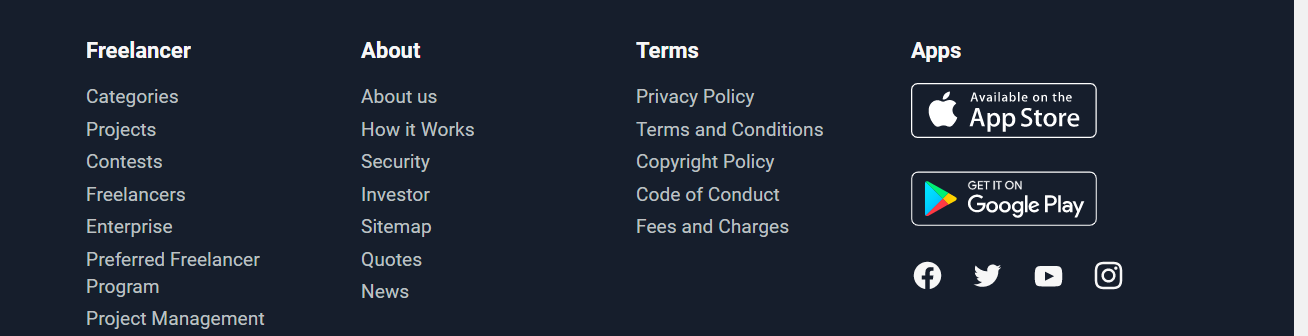 Freelancer
Categories
Projects
Contests
Freelancers
Enterprise
Preferred Freelancer
Program
Project Management
About
About us
How it Works
Security
Investor
Sitemap
Quotes
News
Terms
Privacy Policy
Terms and Conditions
Copyright Policy
Code of Conduct
Fees and Charges
Apps
Available on the
App Store
GET IT ON
Google Play